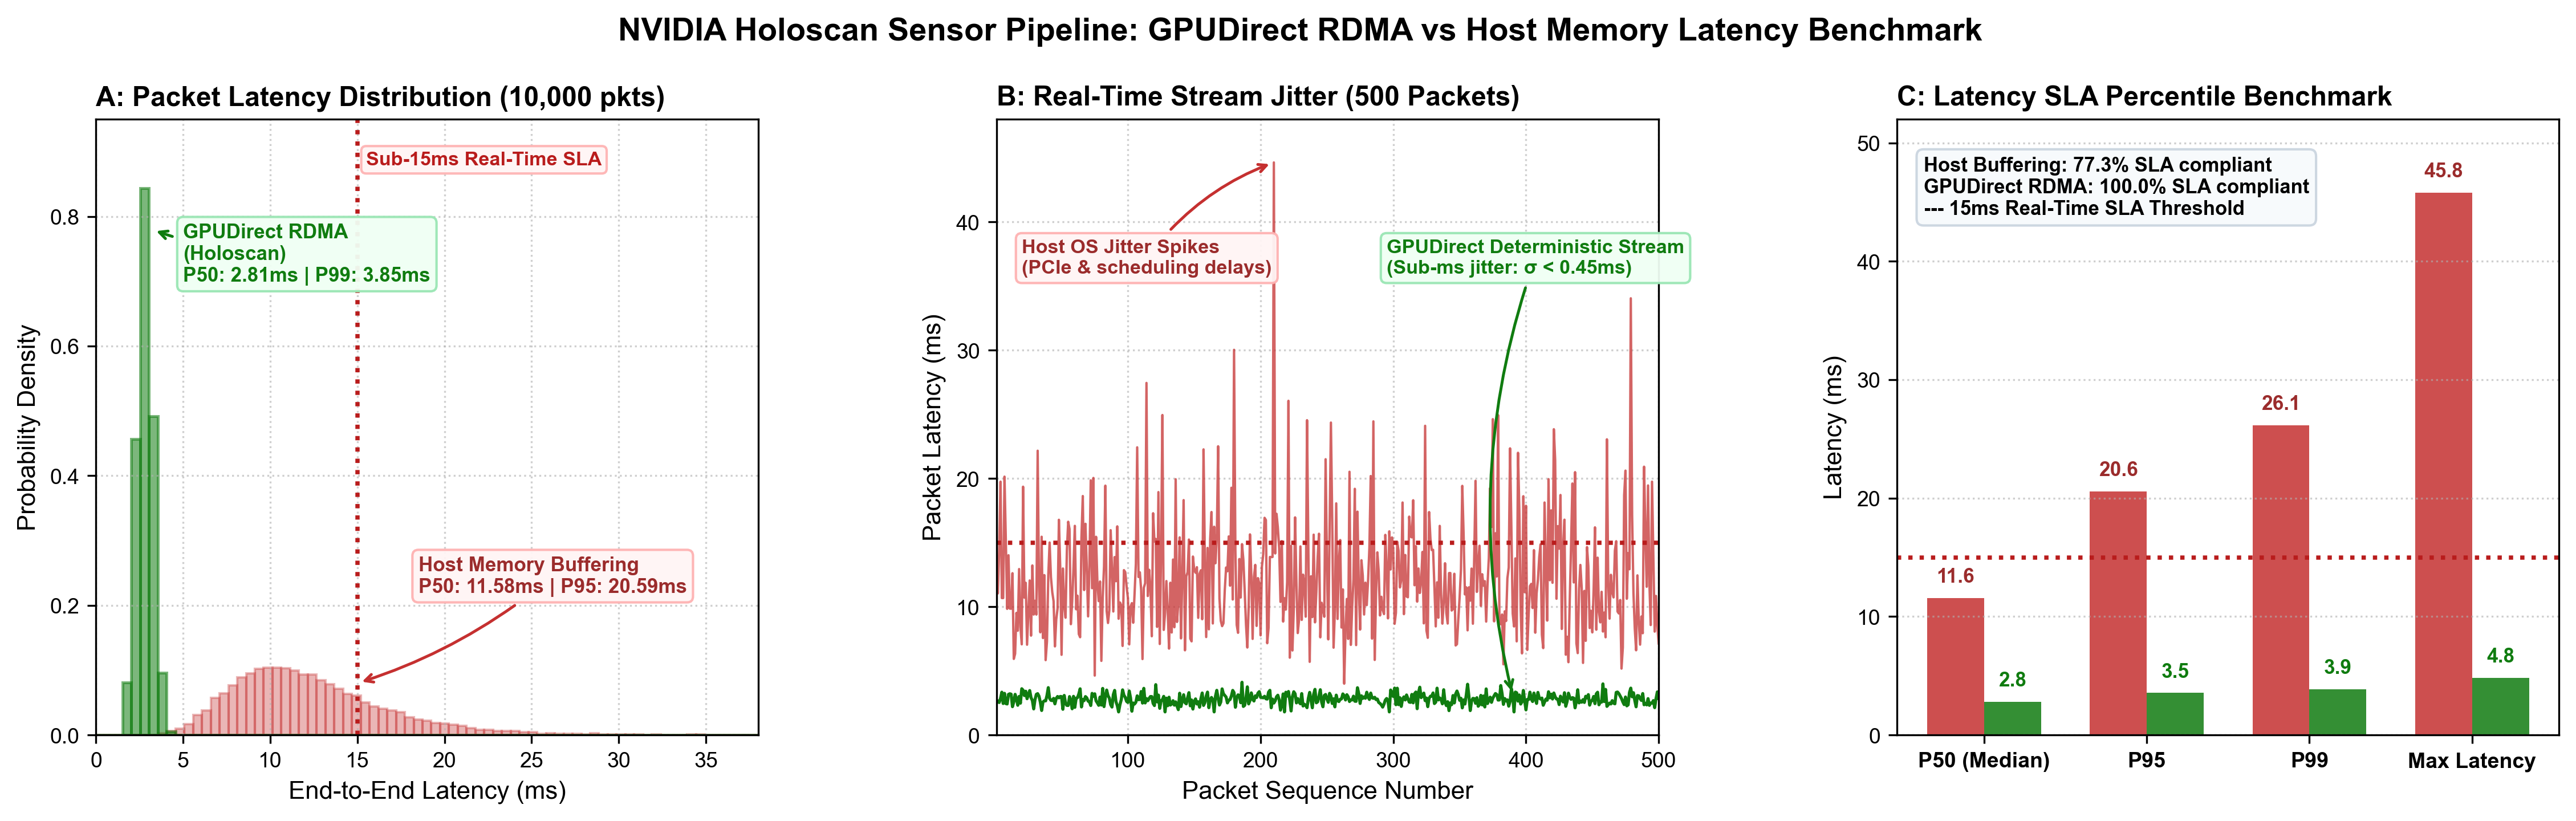 NVIDIA Holoscan Sensor Pipeline: GPUDirect RDMA vs Host Memory Latency Benchmark
A: Packet Latency Distribution (10,000 pkts)
Probability Density
0.8
0.6
0.4
0.2
0.0
Sub-15ms Real-Time SLA
GPUDirect RDMA
(Holoscan)
P50: 2.81ms | P99: 3.85ms
Host Memory Buffering
P50: 11.58ms | P95: 20.59ms
0 5 10 15 20 25 30 35
End-to-End Latency (ms)
B: Real-Time Stream Jitter (500 Packets)
Packet Latency (ms)
40
30
20
10
0
Host OS Jitter Spikes
(PCIe & scheduling delays)
GPUDirect Deterministic Stream
(Sub-ms jitter: σ < 0.45ms)
100 200 300 400 500
Packet Sequence Number
C: Latency SLA Percentile Benchmark
Latency (ms)
50
40
30
20
10
0
Host Buffering: 77.3% SLA compliant
GPUDirect RDMA: 100.0% SLA compliant
--- 15ms Real-Time SLA Threshold
11.6
2.8
20.6
3.5
26.1
3.9
45.8
4.8
P50 (Median) P95 P99 Max Latency